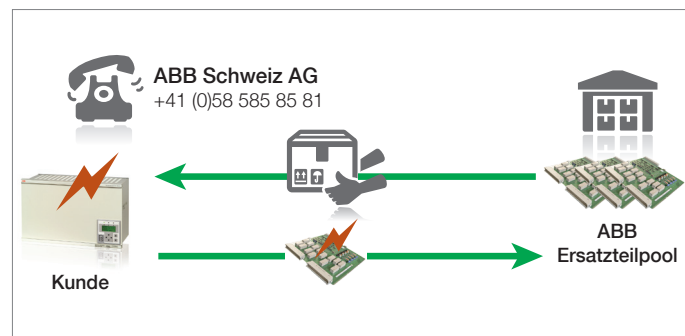 ABB Schweiz AG
+41 (0)58 585 85 81
Kunde
ABB
Ersatzteilpool